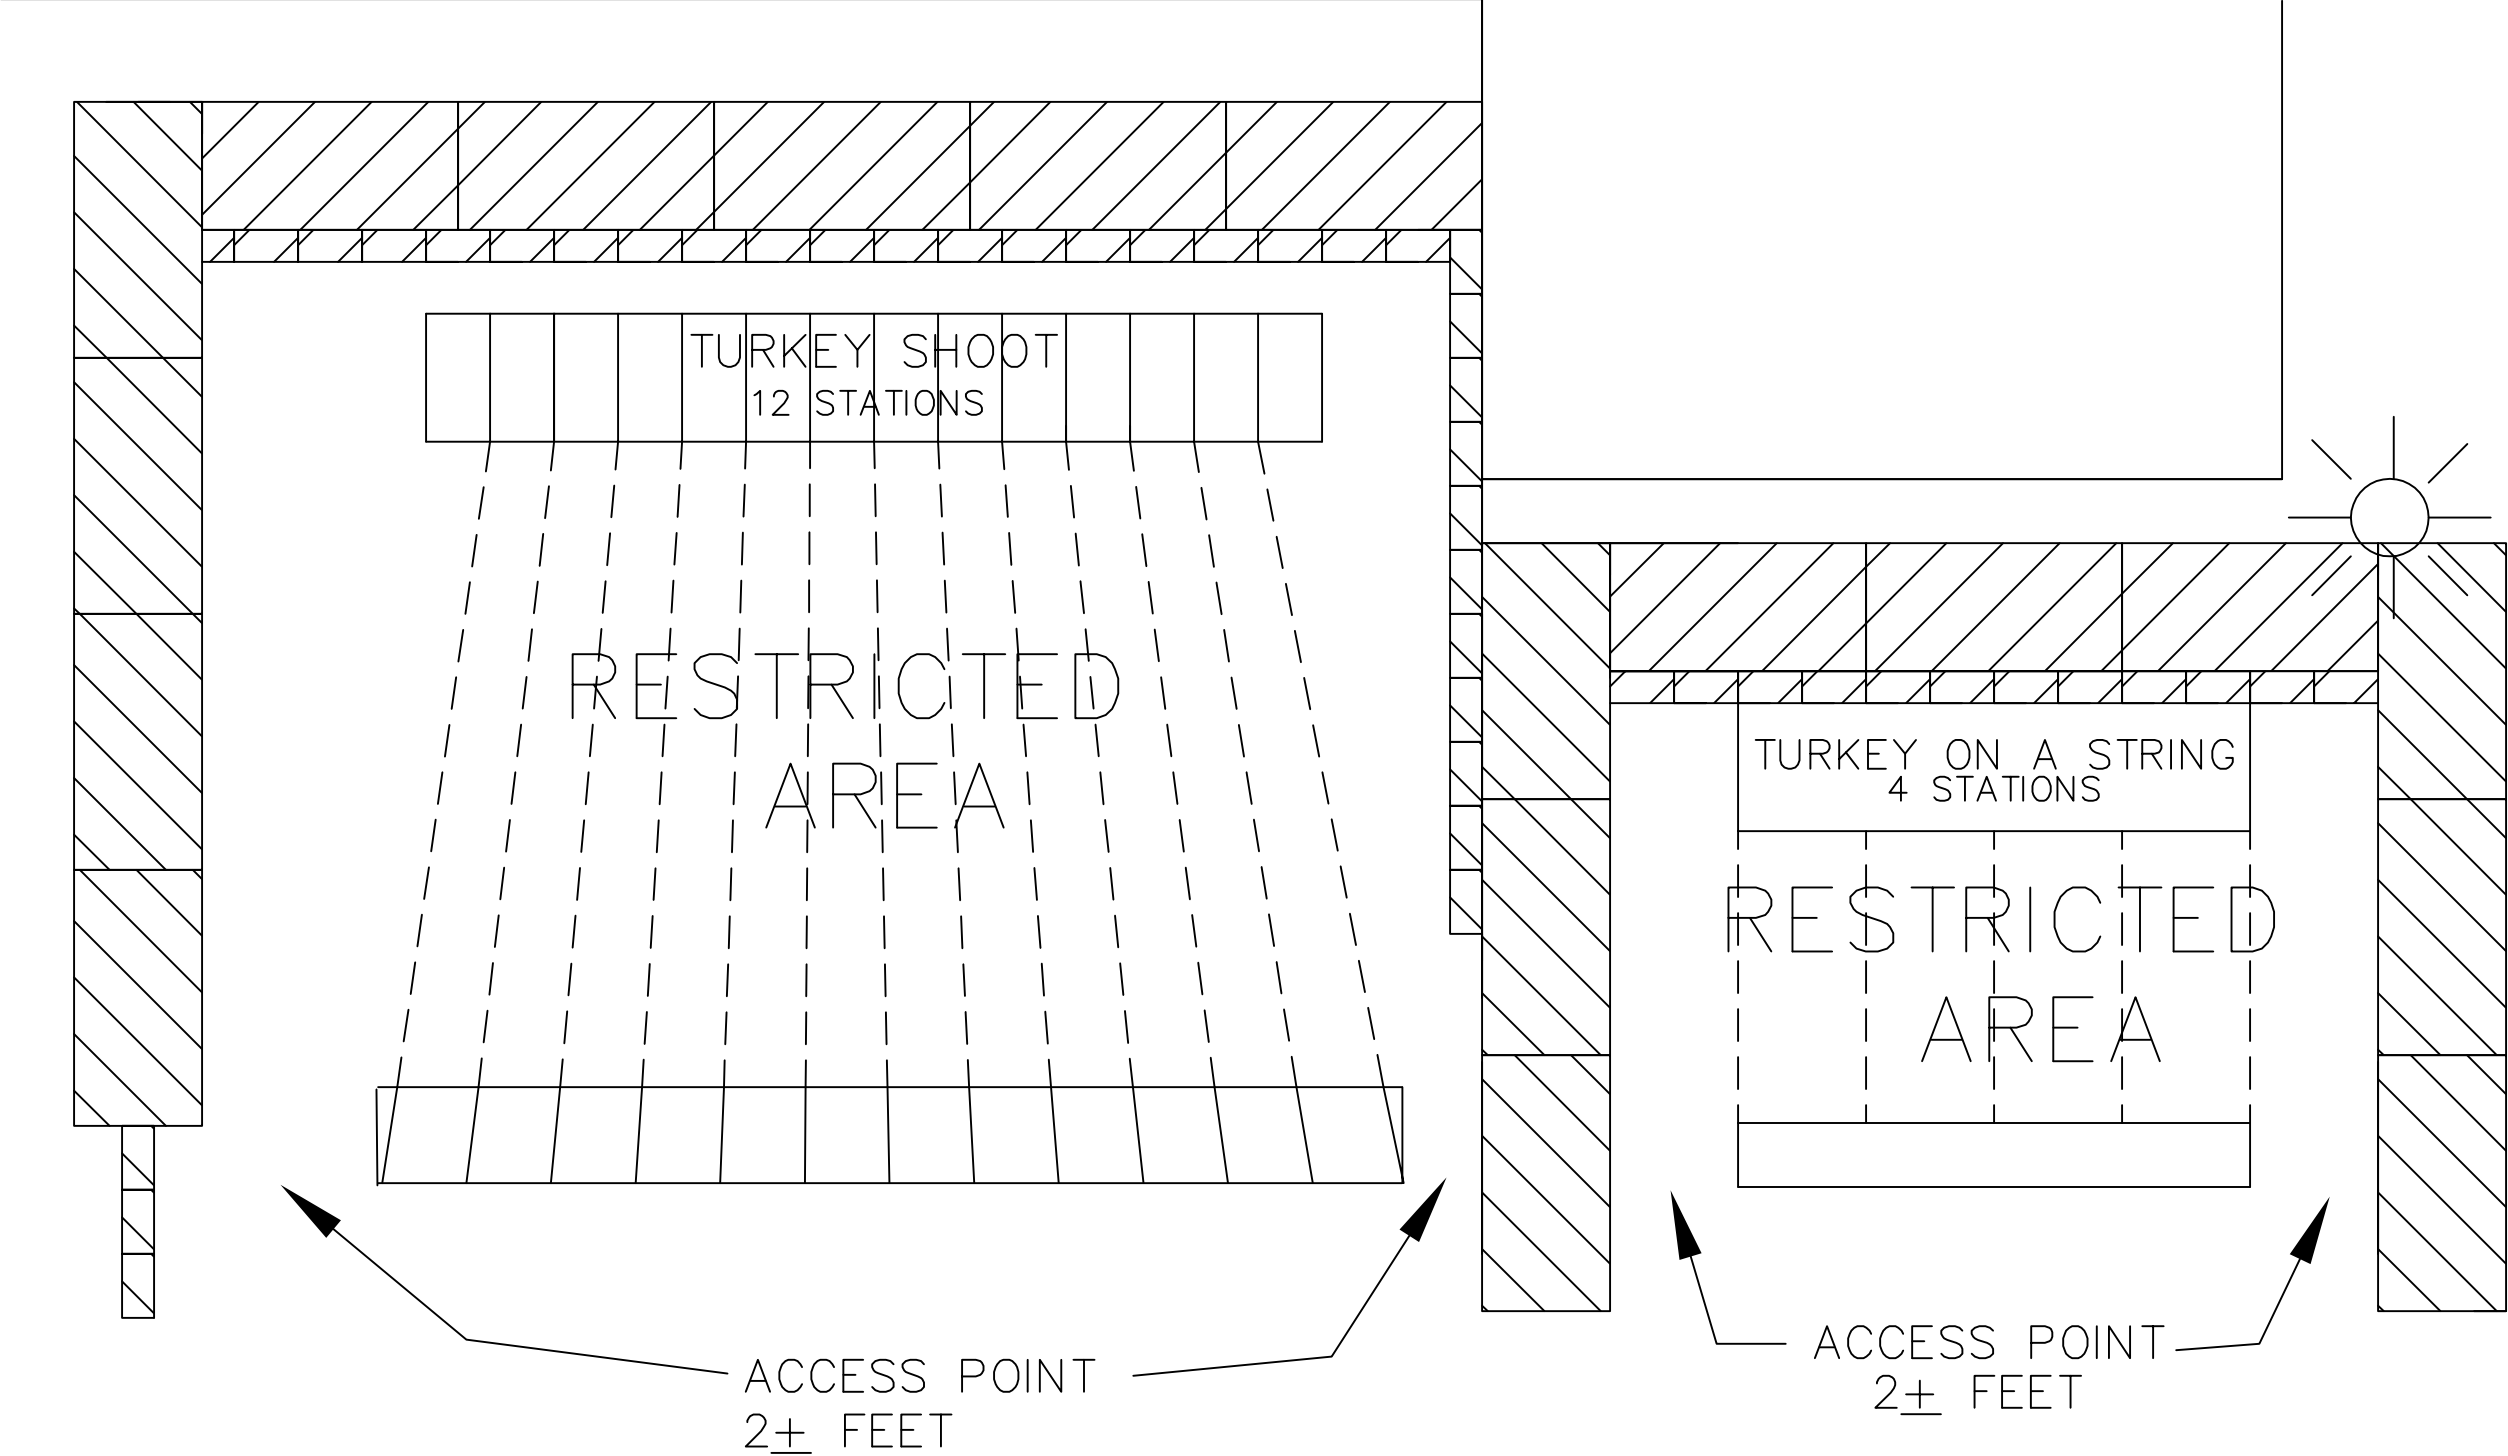 TURKEY SHOOT
12 STATIONS
RESTRICTED
AREA
ACCESS POINT
2± FEET
TURKEY ON A STRING
4 STATIONS
RESTRICTED
AREA
ACCESS POINT
2± FEET